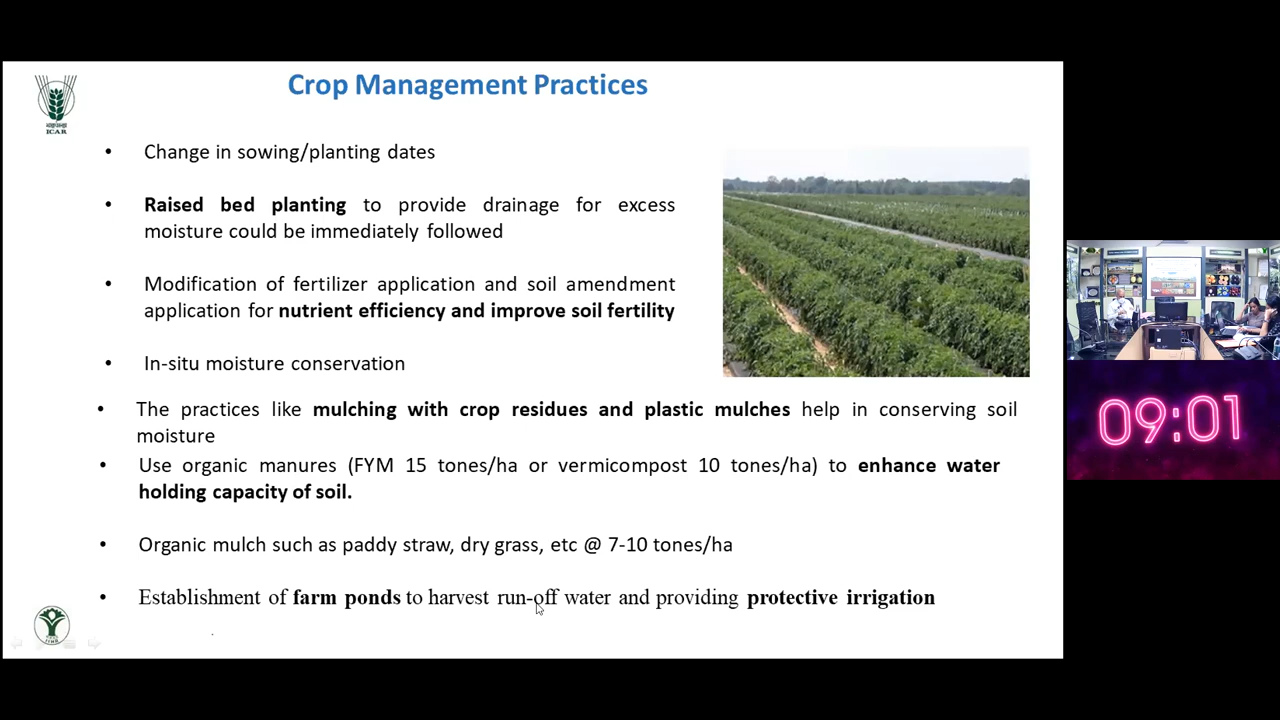 Crop Management Practices
ICAR
• Change in sowing/planting dates
• Raised bed planting to provide drainage for excess
moisture could be immediately followed
• Modification of fertilizer application and soil amendment
application for nutrient efficiency and improve soil fertility
• In-situ moisture conservation
• The practices like mulching with crop residues and plastic mulches help in conserving soil
moisture
• Use organic manures (FYM 15 tones/ha or vermicompost 10 tones/ha) to enhance water
holding capacity of soil.
• Organic mulch such as paddy straw, dry grass, etc @ 7-10 tones/ha
• Establishment of farm ponds to harvest run-off water and providing protective irrigation
09:01